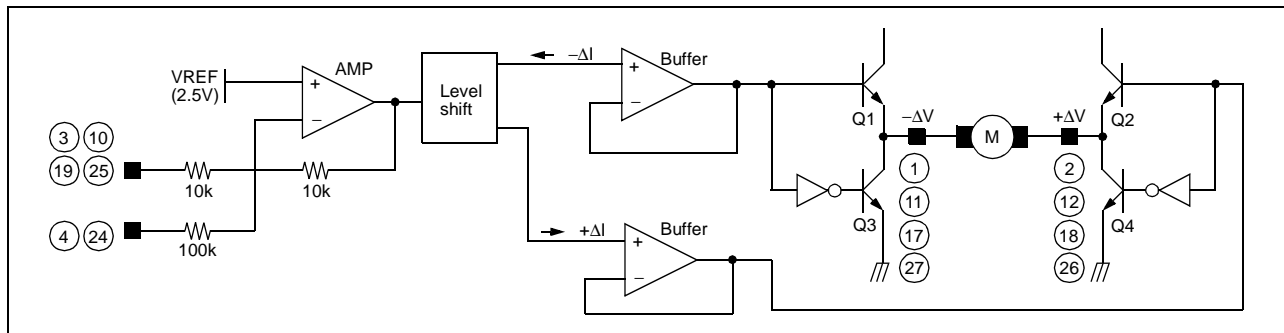 VREF
(2.5V)
AMP
+
−
3 10
19 25
10k
10k
4 24
100k
Level
shift
−ΔI
Buffer
+
−
+ΔI
Buffer
+
−
Q1
Q3
−ΔV
1
11
17
27
M
+ΔV
2
12
18
26
Q2
Q4